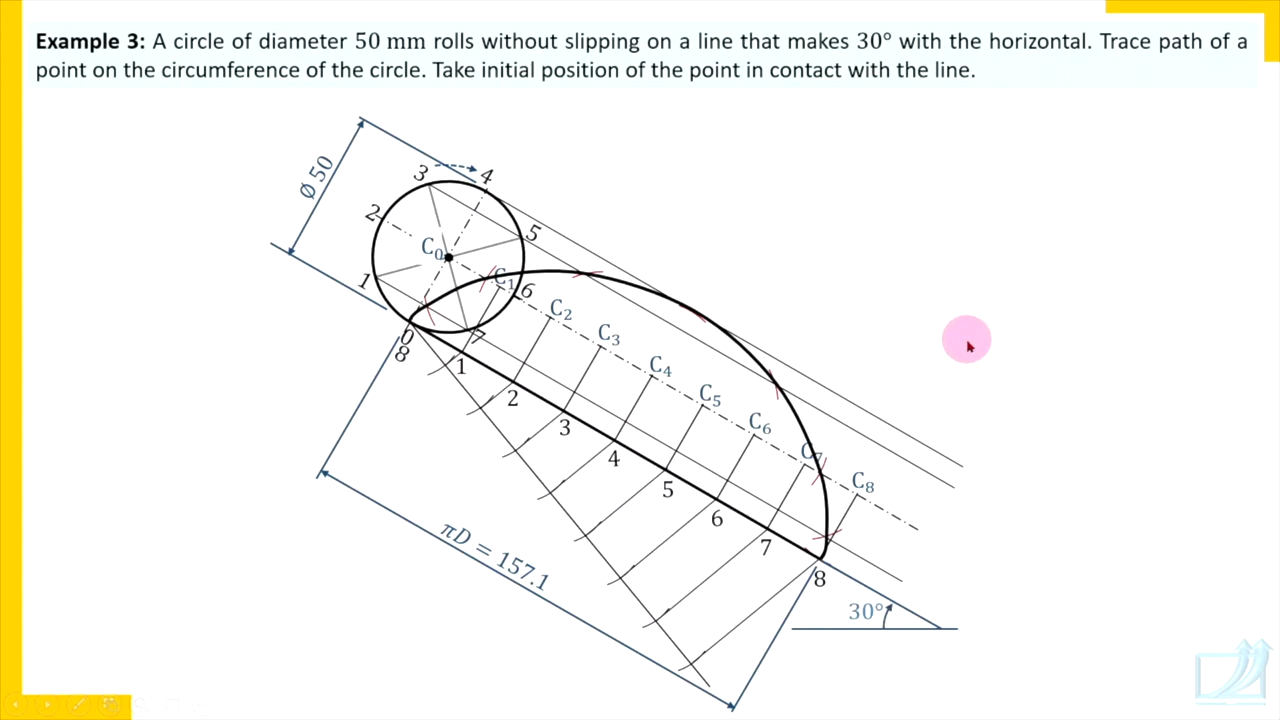 Example 3: A circle of diameter 50 mm rolls without slipping on a line that makes 30° with the horizontal. Trace path of a
point on the circumference of the circle. Take initial position of the point in contact with the line.
Ø 50
3
4
2
5
C₀
1
C₁
6
C₂
7
C₃
0
8
1
C₄
2
C₅
3
C₆
4
C₇
5
C₈
6
7
8
πD = 157.1
30°